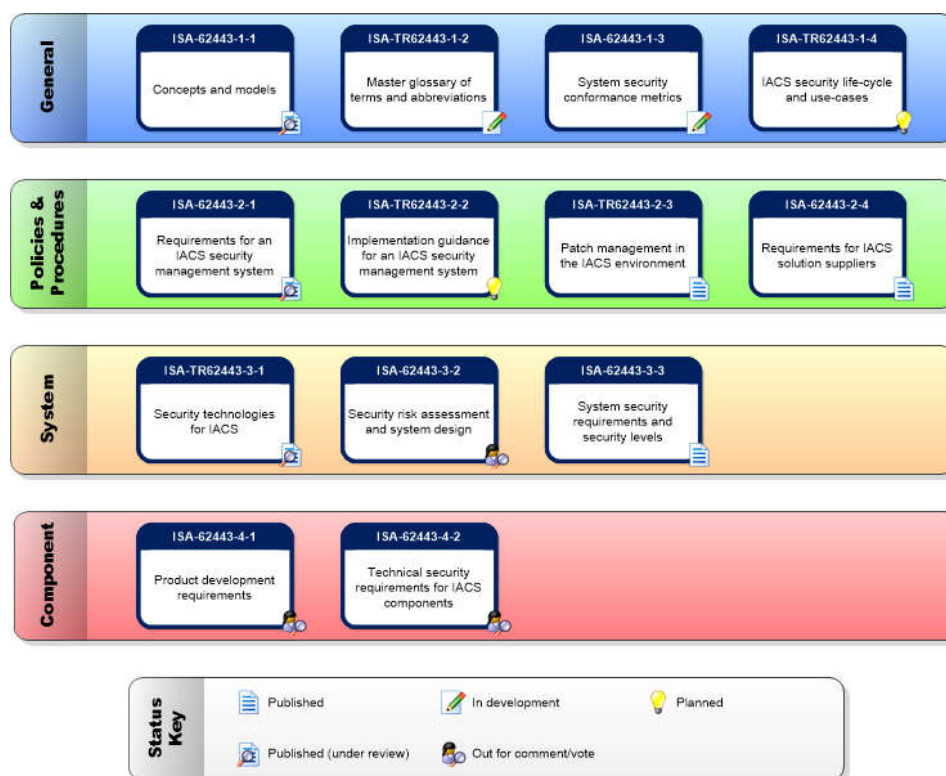 General
ISA-62443-1-1
Concepts and models
ISA-TR62443-1-2
Master glossary of
terms and abbreviations
ISA-62443-1-3
System security
conformance metrics
ISA-TR62443-1-4
IACS security life-cycle
and use-cases
Policies &
Procedures
ISA-62443-2-1
Requirements for an
IACS security
management system
ISA-TR62443-2-2
Implementation guidance
for an IACS security
management system
ISA-TR62443-2-3
Patch management in
the IACS environment
ISA-62443-2-4
Requirements for IACS
solution suppliers
System
ISA-TR62443-3-1
Security technologies
for IACS
ISA-62443-3-2
Security risk assessment
and system design
ISA-62443-3-3
System security
requirements and
security levels
Component
ISA-62443-4-1
Product development
requirements
ISA-62443-4-2
Technical security
requirements for IACS
components
Status
Key
Published
In development
Planned
Published (under review)
Out for comment/vote